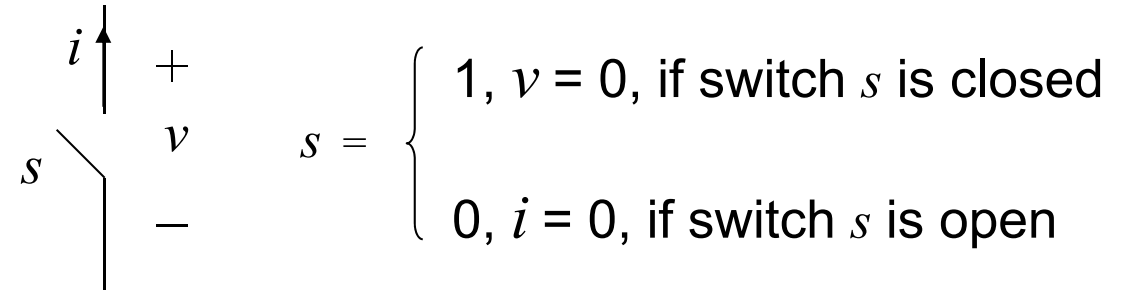 i
+
v
s
−
s =
1, v = 0, if switch s is closed
0, i = 0, if switch s is open